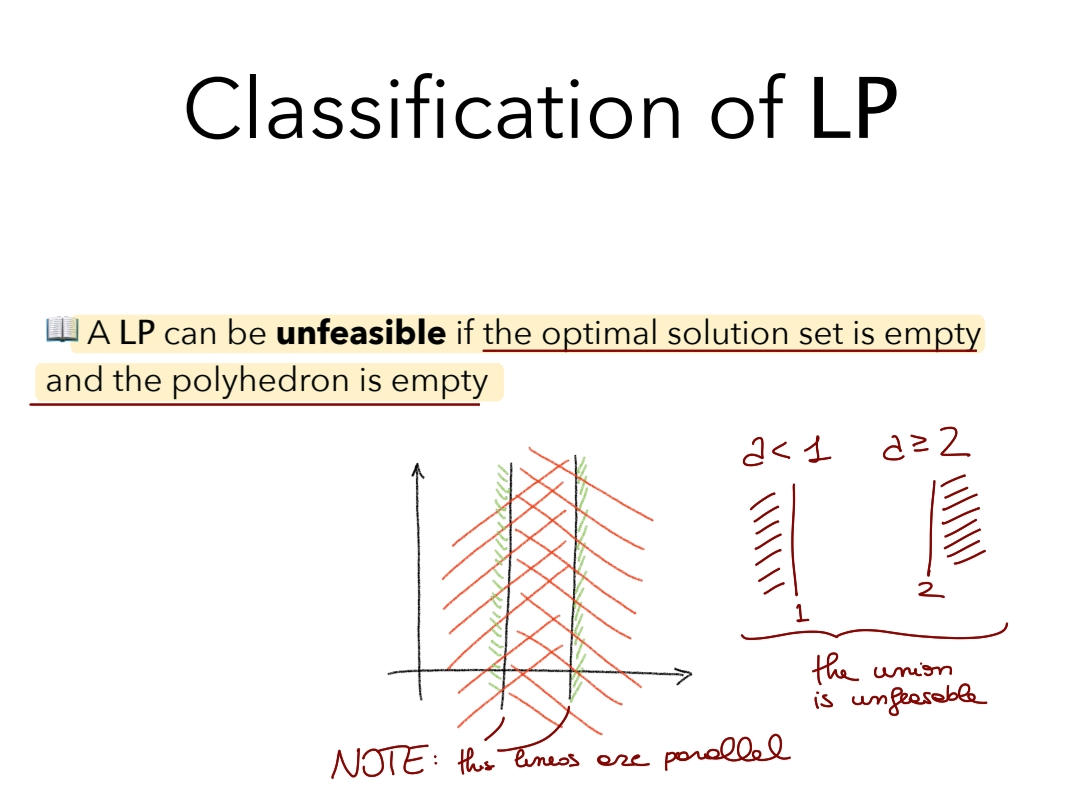 Classification of LP
📖 A LP can be unfeasible if the optimal solution set is empty
and the polyhedron is empty
a < 1 a ≥ 2
1 2
the union
is unfeasable
NOTE: this lines are parallel